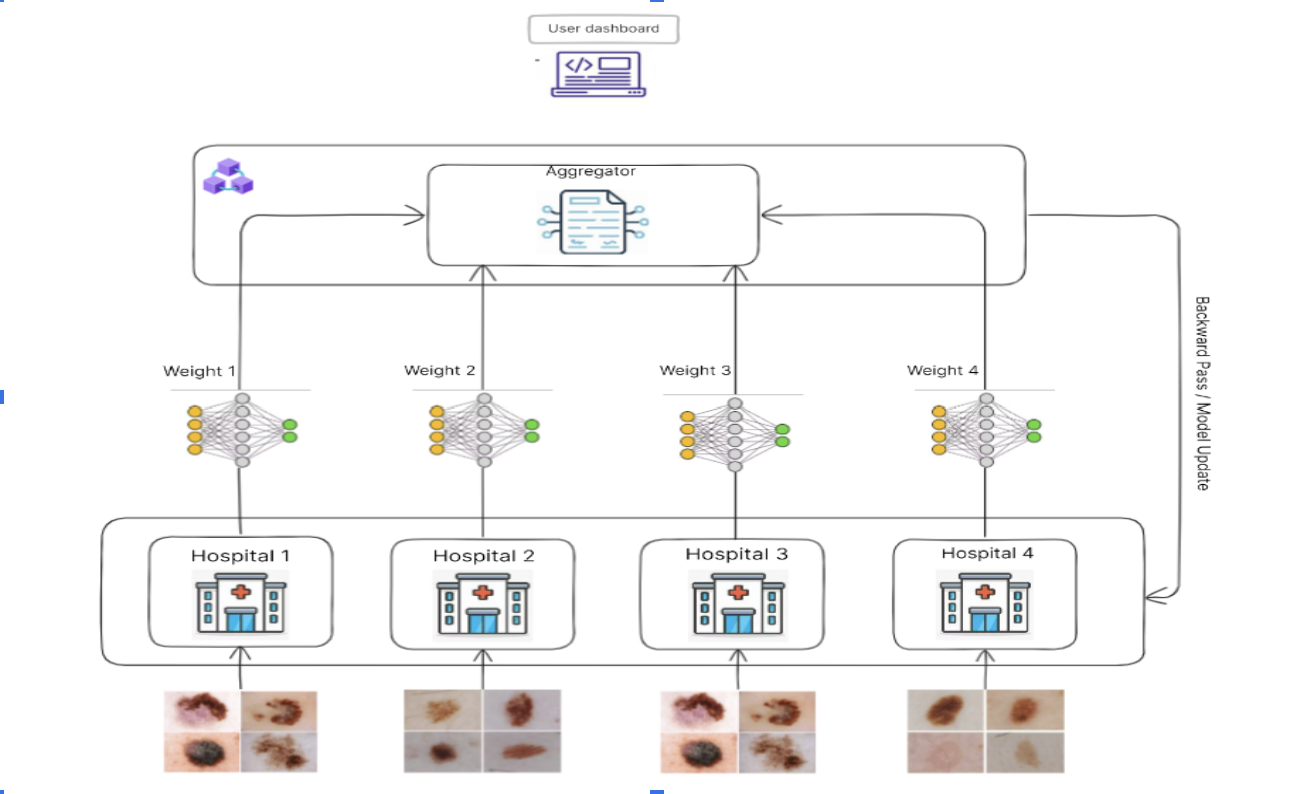 User dashboard
</>
Aggregator
Weight 1
Weight 2
Weight 3
Weight 4
Backward Pass / Model Update
Hospital 1
Hospital 2
Hospital 3
Hospital 4